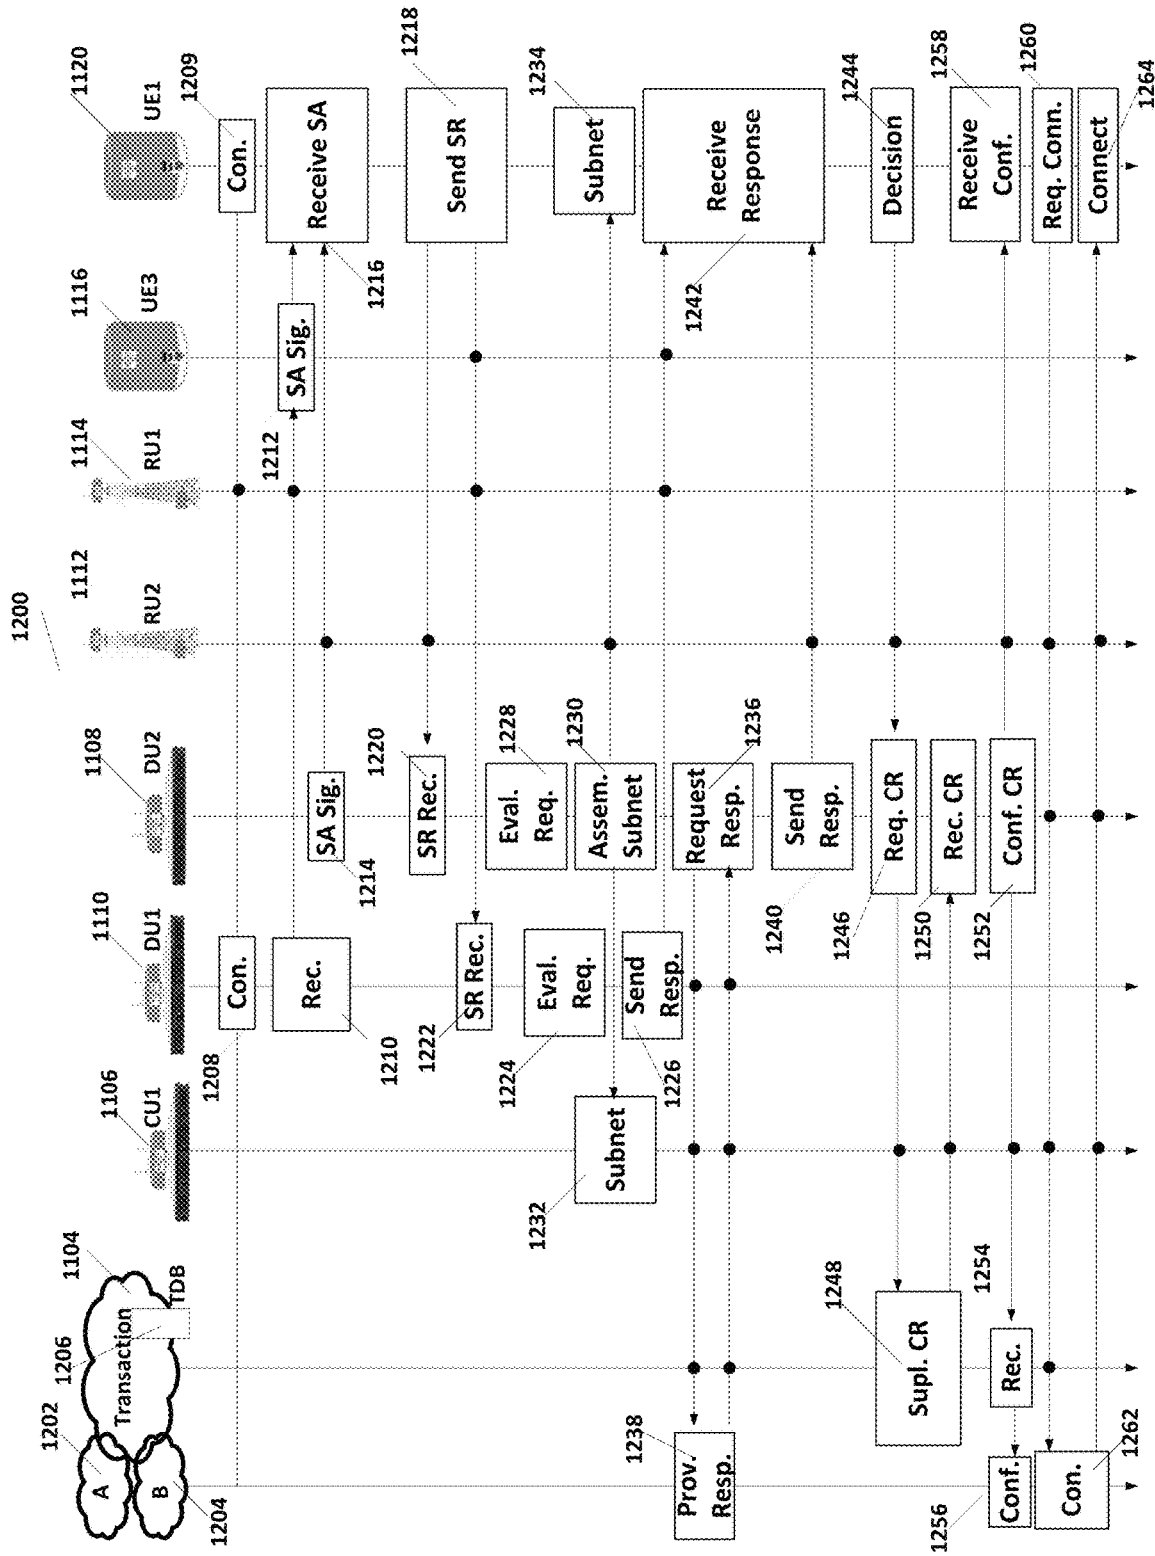 1200
1202
A
B
1204
Transaction
1206
TDB
1104
1106
CU1
1110
DU1
1108
DU2
1112
RU2
1114
RU1
1116
UE3
1120
UE1
1208
Con.
Con.
1209
Rec.
1210
SA Sig.
1214
1212
SA Sig.
Receive SA
1216
Send SR
1218
SR Rec.
1220
SR Rec.
1222
Eval.
Req.
1224
Eval.
Req.
1228
Assem.
Subnet
1230
Subnet
1232
Subnet
1234
Send
Resp.
1226
Request
Resp.
1236
Prov.
Resp.
1238
Send
Resp.
1240
Receive
Response
1242
Decision
1244
Req. CR
1246
Supl. CR
1248
Rec. CR
1250
Conf. CR
1252
Rec.
1254
Conf.
1256
Receive
Conf.
1258
Req. Conn.
1260
Con.
1262
Connect
1264